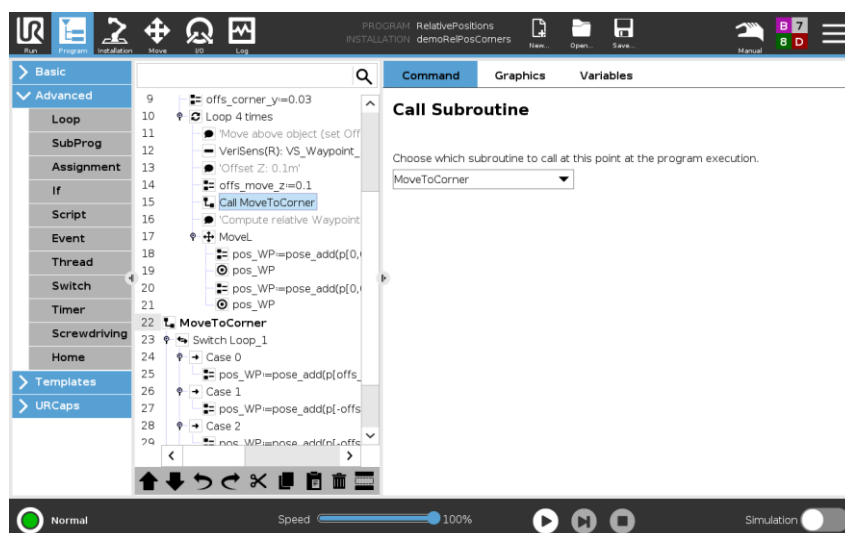 UR
Run
Program
Installation
Move
I/O
Log
PROGRAM RelativePositions
INSTALLATION demoRelPosCorners
New...
Open...
Save...
Manual
B 7
8 D
Basic
Advanced
Loop
SubProg
Assignment
If
Script
Event
Thread
Switch
Timer
Screwdriving
Home
Templates
URCaps
9 offs_corner_y≔0.03
10 Loop 4 times
11 'Move above object (set Off
12 VeriSens(R): VS_Waypoint_
13 'Offset Z: 0.1m'
14 offs_move_z≔0.1
15 Call MoveToCorner
16 'Compute relative Waypoint
17 MoveL
18 pos_WP≔pose_add(p[0,
19 pos_WP
20 pos_WP≔pose_add(p[0,
21 pos_WP
22 MoveToCorner
23 Switch Loop_1
24 Case 0
25 pos_WP≔pose_add(p[offs_
26 Case 1
27 pos_WP≔pose_add(p[-offs
28 Case 2
29 pos_WP≔pose_add(p[-offs
Command Graphics Variables
Call Subroutine
Choose which subroutine to call at this point at the program execution.
MoveToCorner
Normal
Speed
100%
Simulation